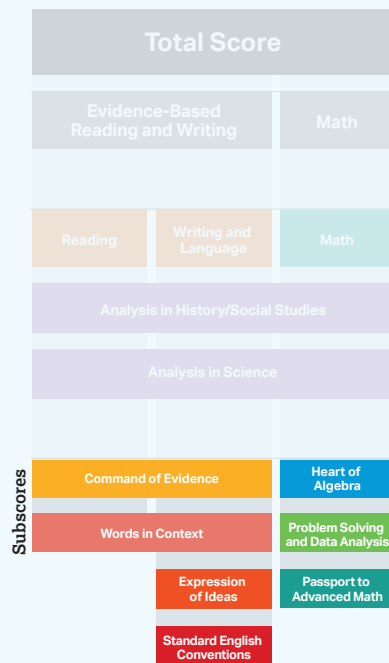 Total Score
Evidence-Based
Reading and Writing
Math
Reading
Writing and
Language
Math
Analysis in History/Social Studies
Analysis in Science
Subscores
Command of Evidence
Heart of
Algebra
Words in Context
Problem Solving
and Data Analysis
Expression
of Ideas
Passport to
Advanced Math
Standard English
Conventions